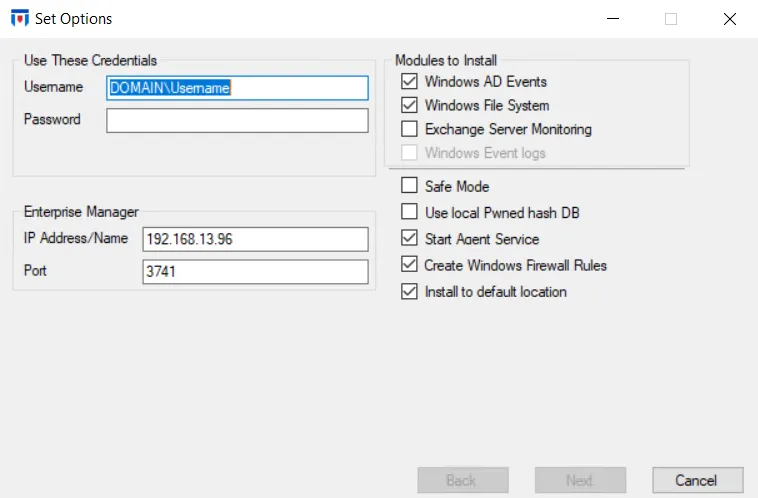 Set Options
Use These Credentials
Username
DOMAIN\Username
Password
Enterprise Manager
IP Address/Name
192.168.13.96
Port
3741
Modules to Install
Windows AD Events
Windows File System
Exchange Server Monitoring
Windows Event logs
Safe Mode
Use local Pwned hash DB
Start Agent Service
Create Windows Firewall Rules
Install to default location
Back
Next
Cancel